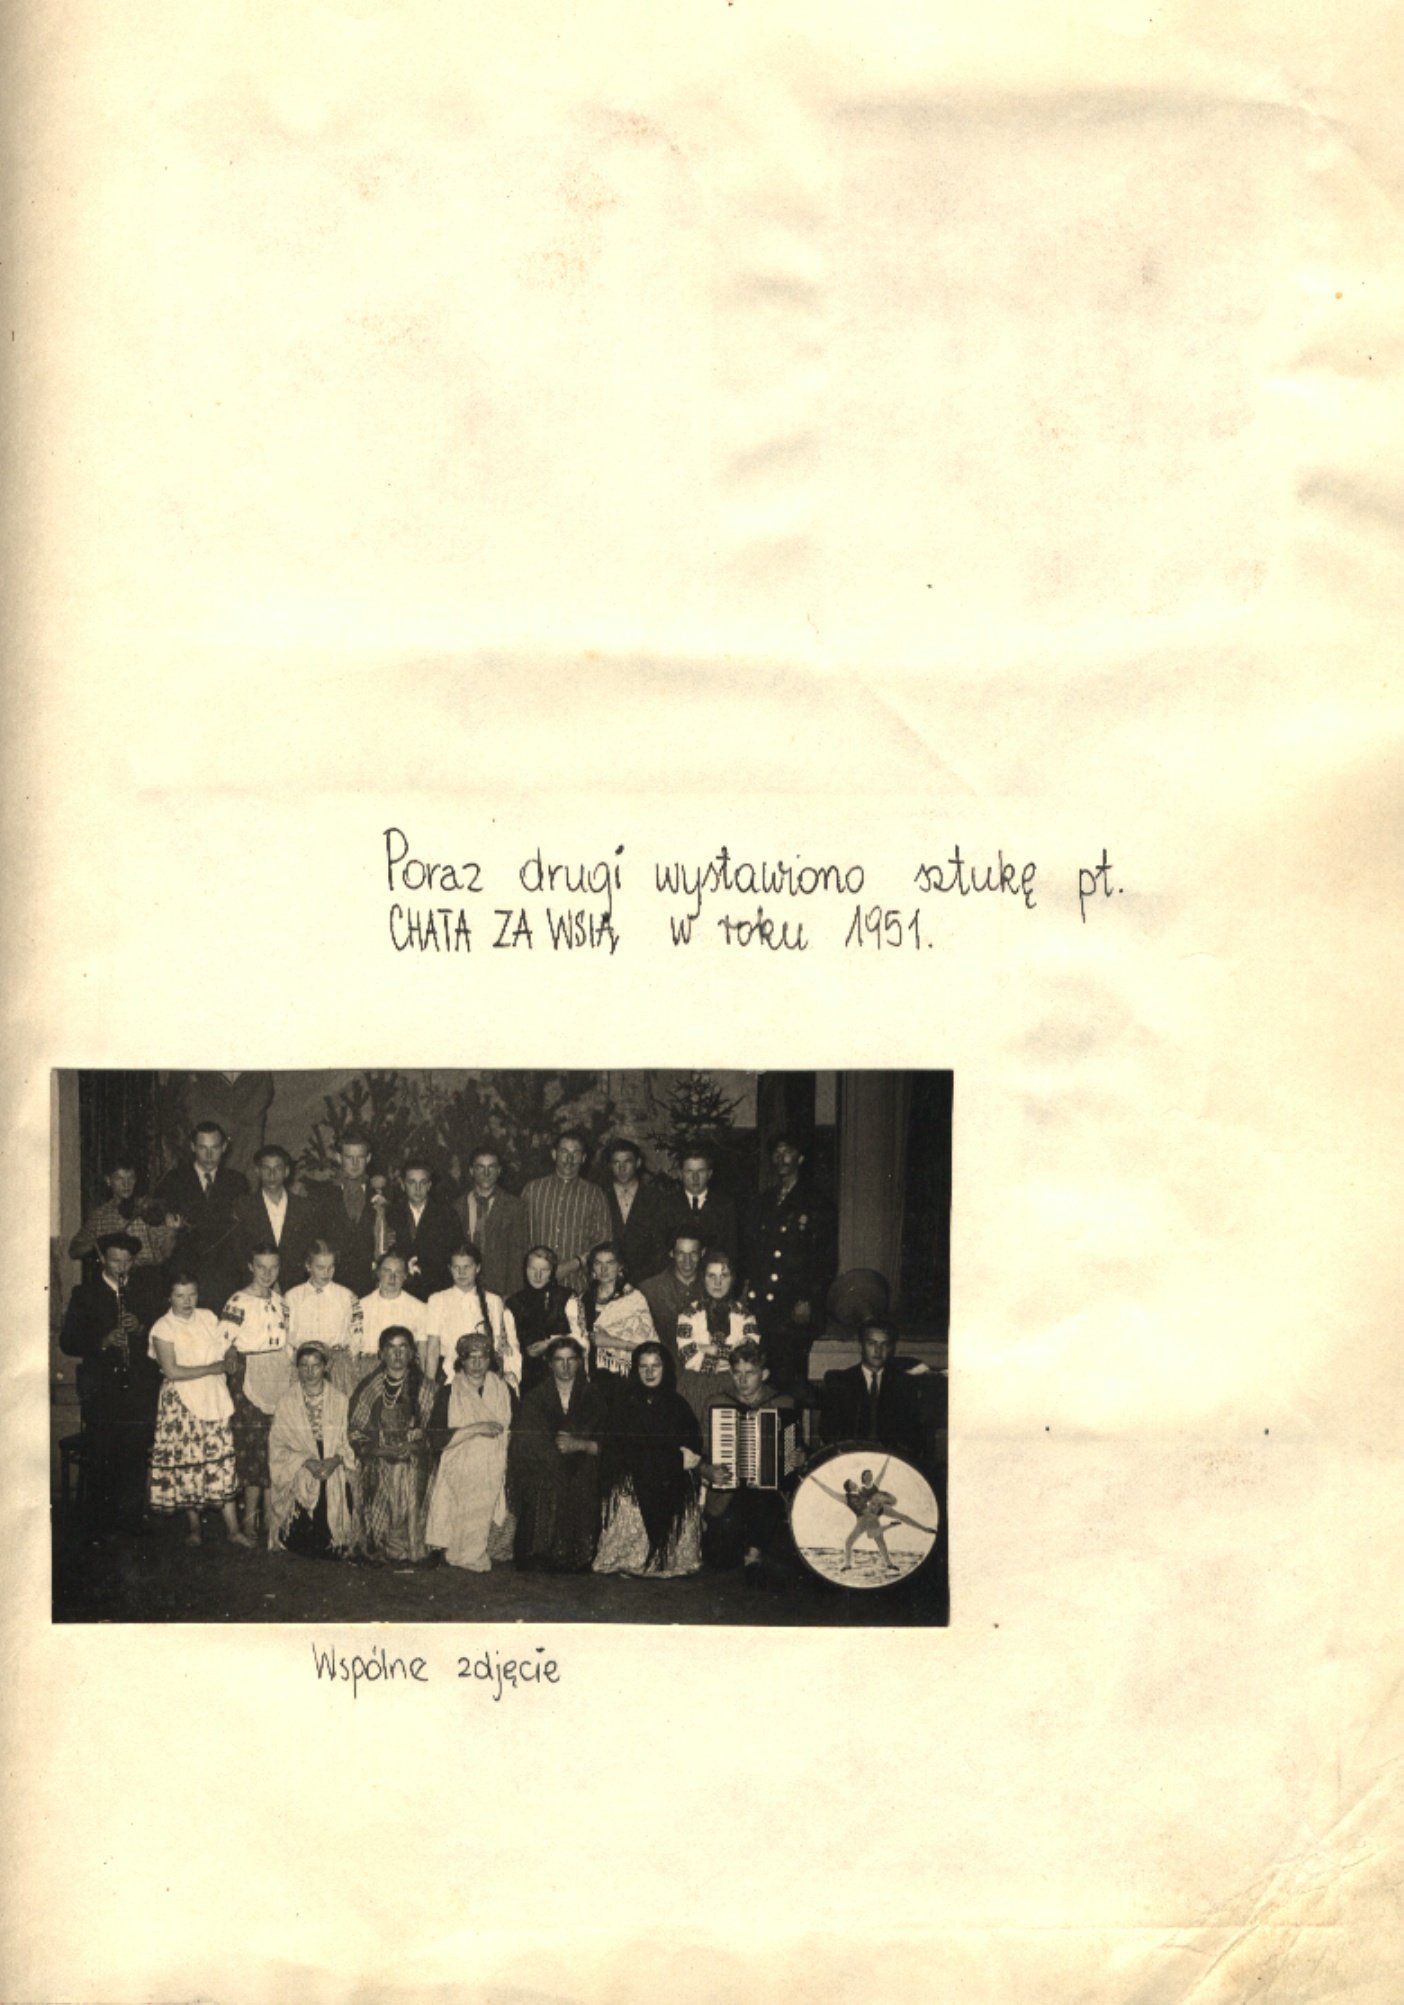 Poraz drugi wystawiono sztukę pt.
CHATA ZA WSIĄ w roku 1951.
Wspólne zdjęcie